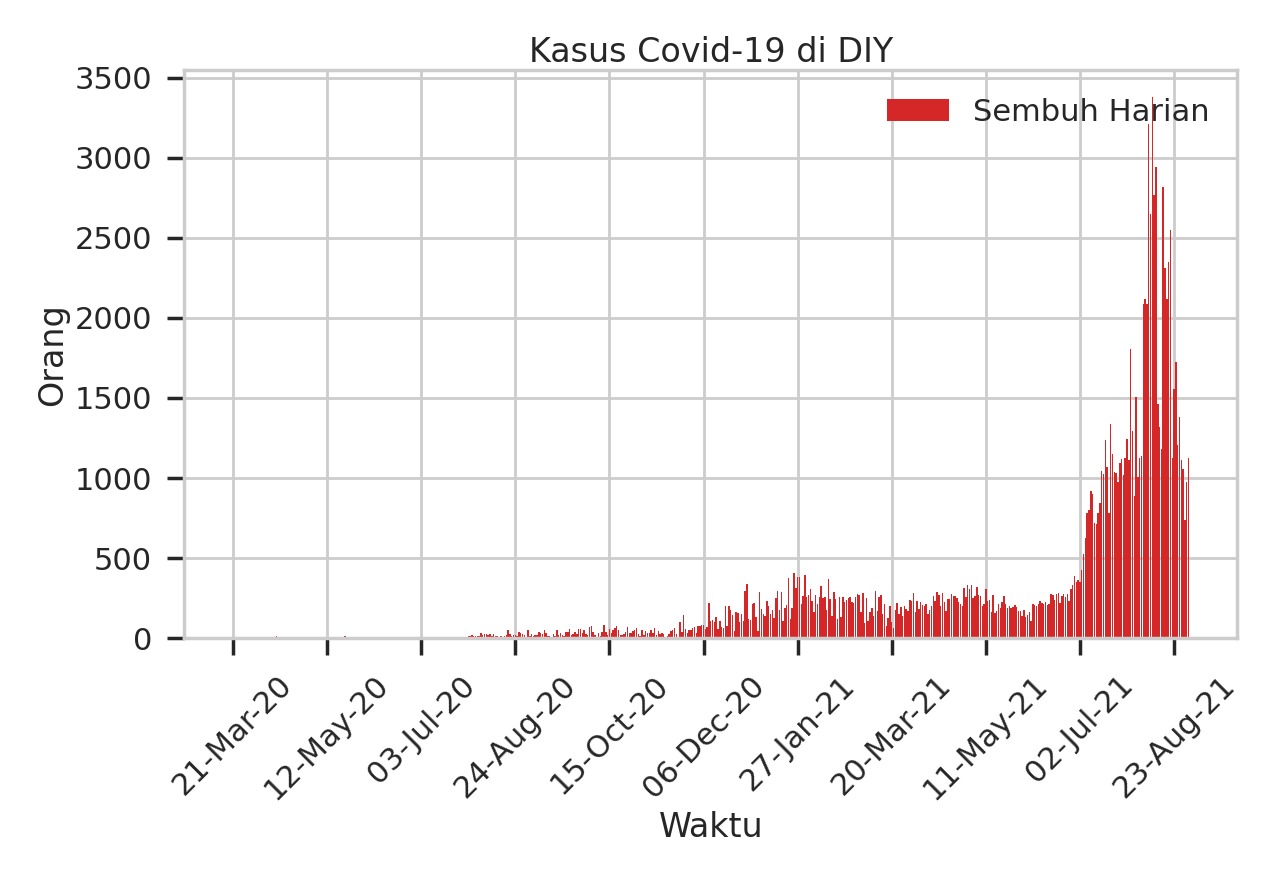 Kasus Covid-19 di DIY
Sembuh Harian
3500
3000
2500
2000
1500
1000
500
0
Orang
21-Mar-20
12-May-20
03-Jul-20
24-Aug-20
15-Oct-20
06-Dec-20
27-Jan-21
20-Mar-21
11-May-21
02-Jul-21
23-Aug-21
Waktu